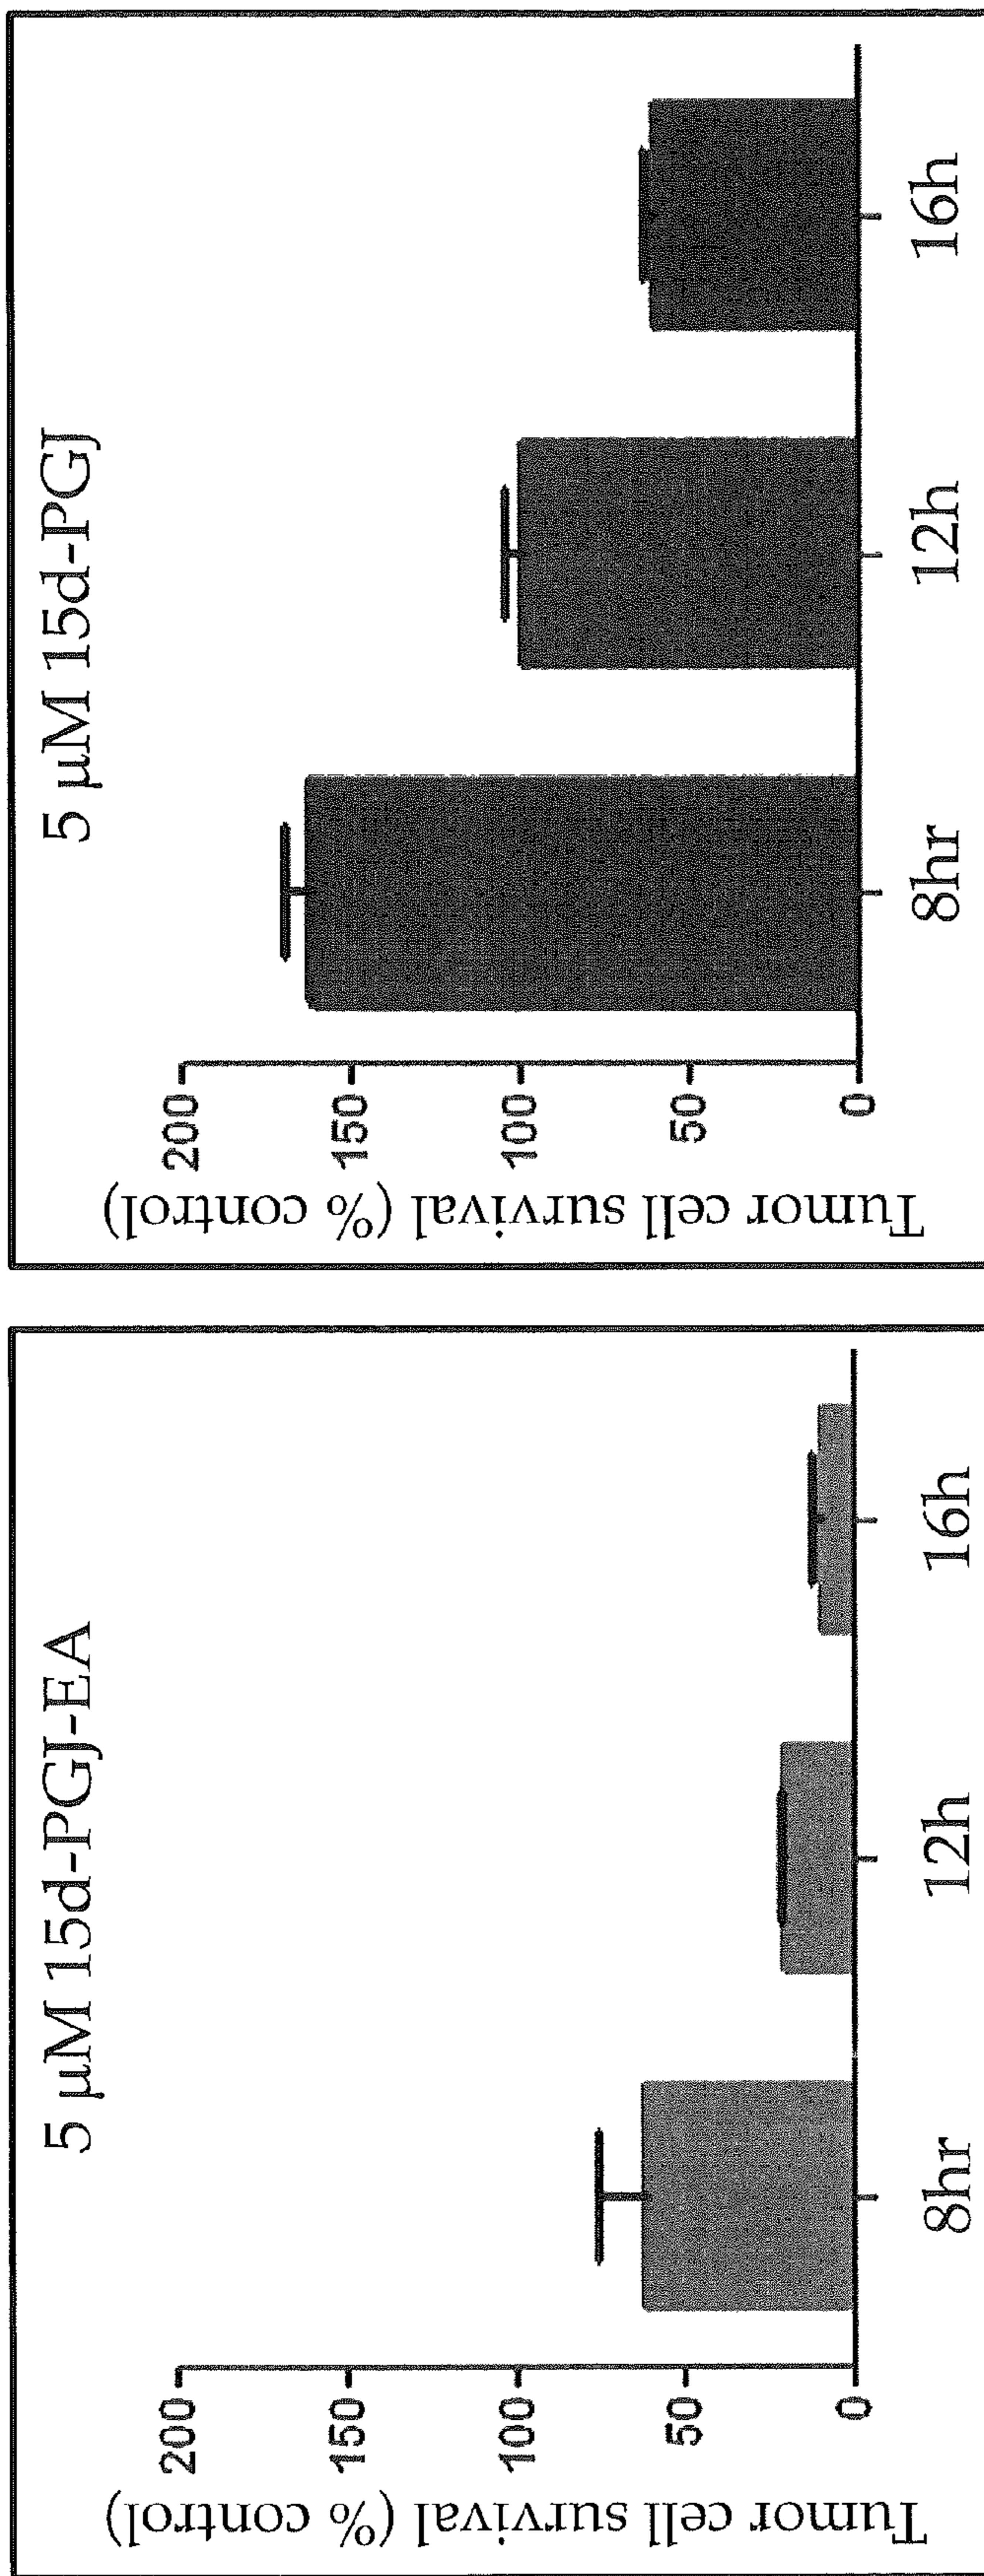 5 µM 15d-PGJ-EA
Tumor cell survival (% control)
200
150
100
50
0
8hr
12h
16h
5 µM 15d-PGJ
Tumor cell survival (% control)
200
150
100
50
0
8hr
12h
16h